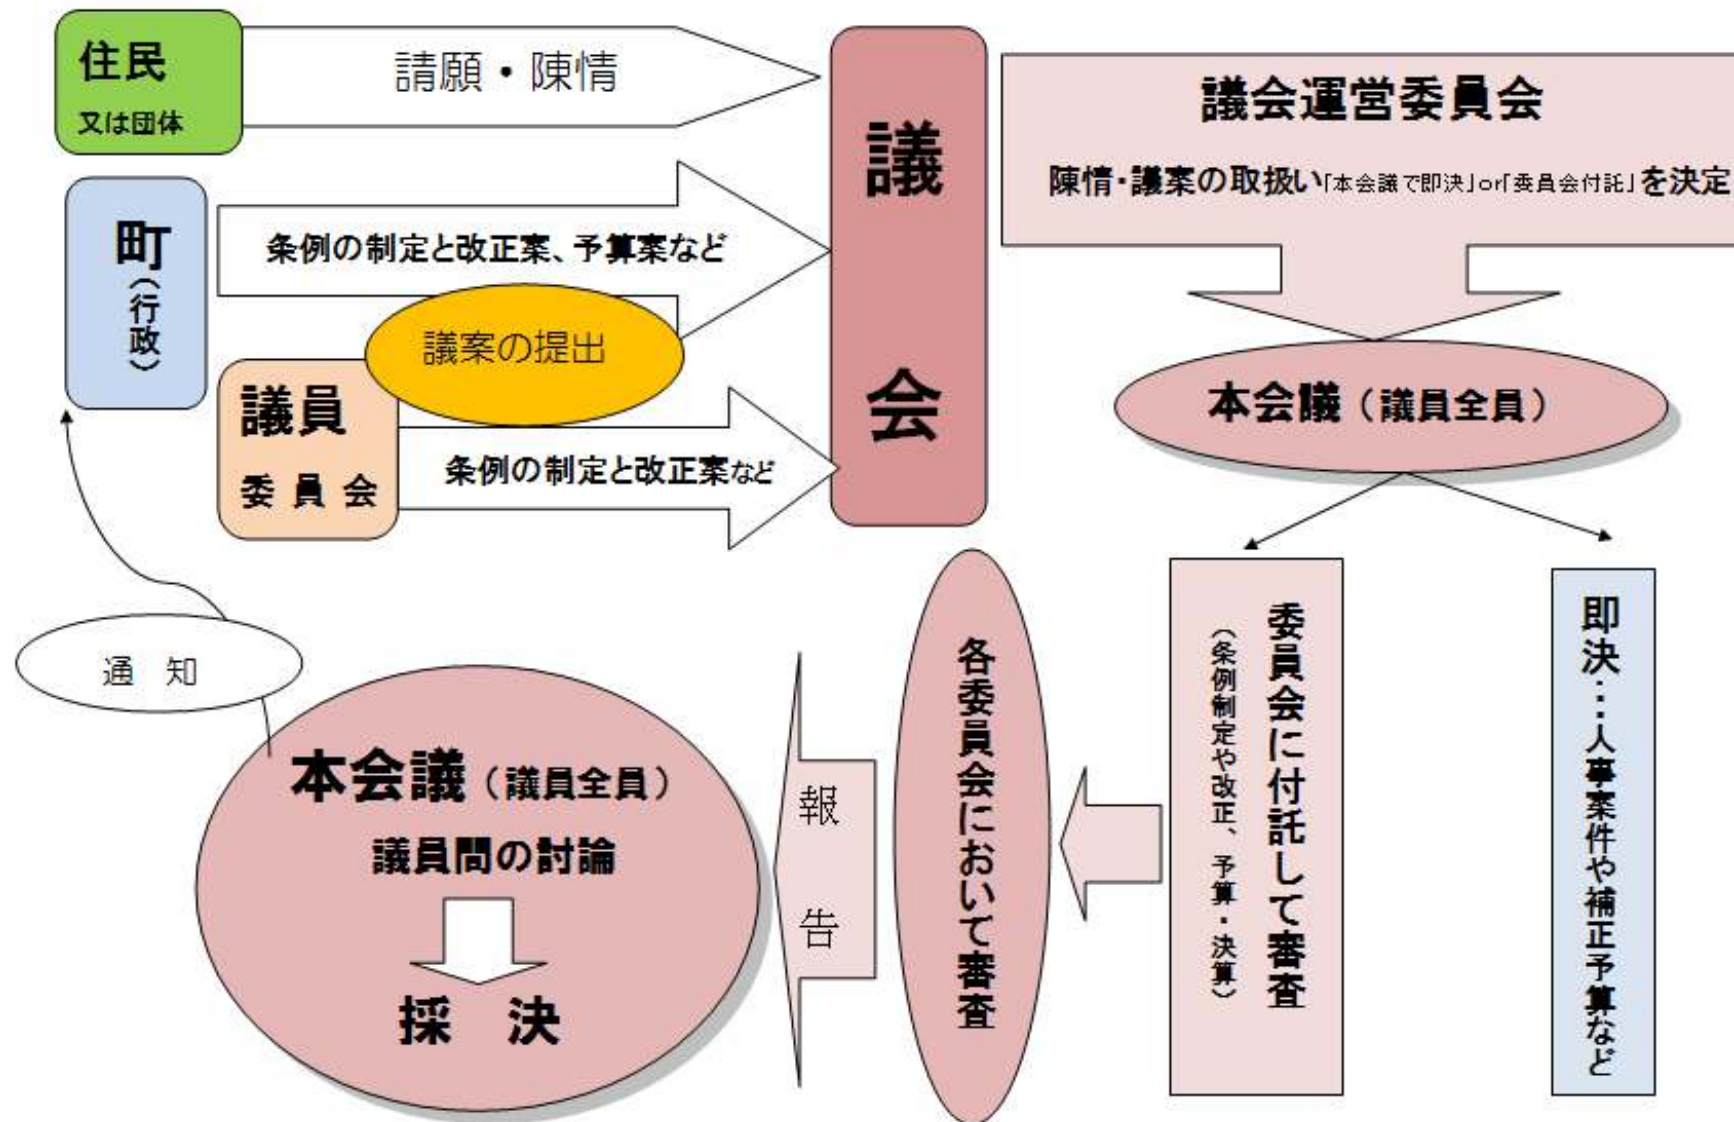 住民
又は団体
請願・陳情
町
（行政）
条例の制定と改正案、予算案など
議案の提出
議員
委員会
条例の制定と改正案など
議会
議会運営委員会
陳情・議案の取扱い「本会議で即決」or「委員会付託」を決定
本会議（議員全員）
即決…人事案件や補正予算など
委員会に付託して審査
（条例制定や改正、予算・決算）
各委員会において審査
報告
本会議（議員全員）
議員間の討論
採決
通知